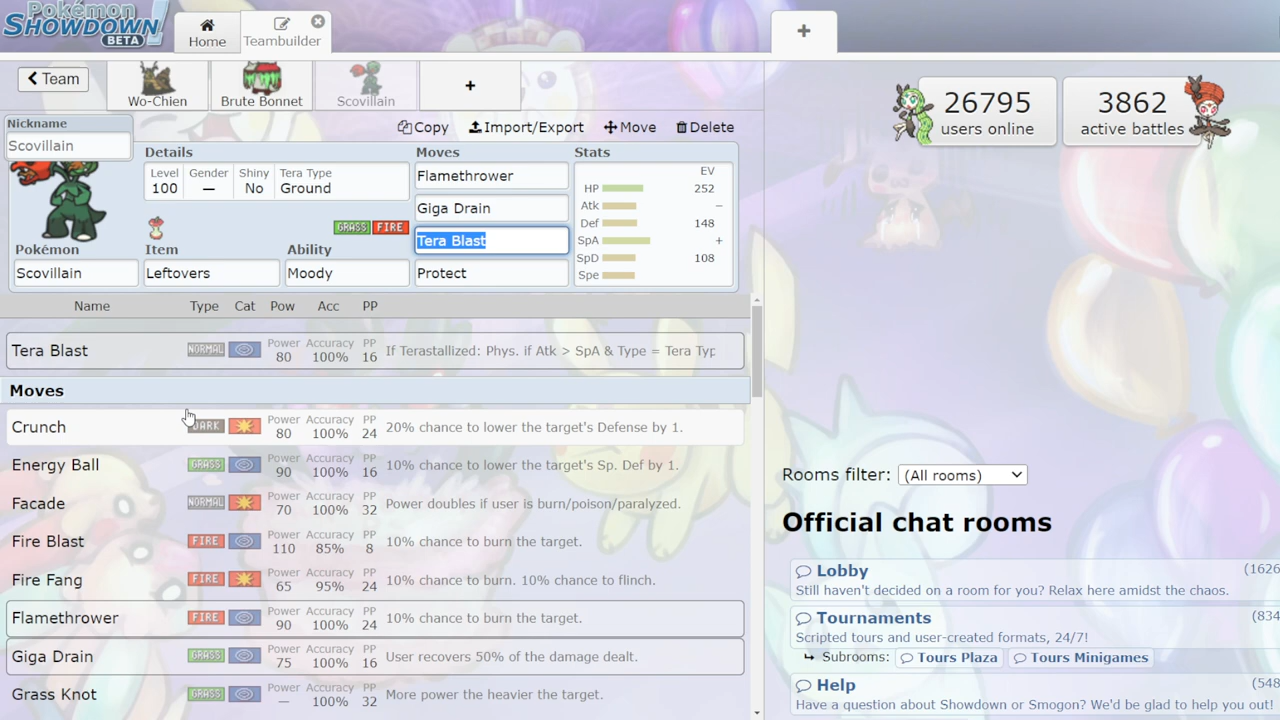 Pokémon
SHOWDOWN
BETA
Home
Teambuilder
+
Team
Wo-Chien
Brute Bonnet
Scovillain
+
Copy
Import/Export
Move
Delete
Nickname
Scovillain
Details
Level
100
Gender
—
Shiny
No
Tera Type
Ground
GRASS FIRE
Pokémon
Scovillain
Item
Leftovers
Ability
Moody
Moves
Flamethrower
Giga Drain
Tera Blast
Protect
Stats
EV
HP 252
Atk –
Def 148
SpA +
SpD 108
Spe
Name Type Cat Pow Acc PP
Tera Blast NORMAL Power 80 Accuracy 100% PP 16 If Terastallized: Phys. if Atk > SpA & Type = Tera Typ
Moves
Crunch DARK Power 80 Accuracy 100% PP 24 20% chance to lower the target's Defense by 1.
Energy Ball GRASS Power 90 Accuracy 100% PP 16 10% chance to lower the target's Sp. Def by 1.
Facade NORMAL Power 70 Accuracy 100% PP 32 Power doubles if user is burn/poison/paralyzed.
Fire Blast FIRE Power 110 Accuracy 85% PP 8 10% chance to burn the target.
Fire Fang FIRE Power 65 Accuracy 95% PP 24 10% chance to burn. 10% chance to flinch.
Flamethrower FIRE Power 90 Accuracy 100% PP 24 10% chance to burn the target.
Giga Drain GRASS Power 75 Accuracy 100% PP 16 User recovers 50% of the damage dealt.
Grass Knot GRASS Power — Accuracy 100% PP 32 More power the heavier the target.
26795
users online
3862
active battles
Rooms filter: (All rooms)
Official chat rooms
Lobby (1626
Still haven't decided on a room for you? Relax here amidst the chaos.
Tournaments (834
Scripted tours and user-created formats, 24/7!
Subrooms: Tours Plaza Tours Minigames
Help (548
Have a question about Showdown or Smogon? We'd be glad to help you out!